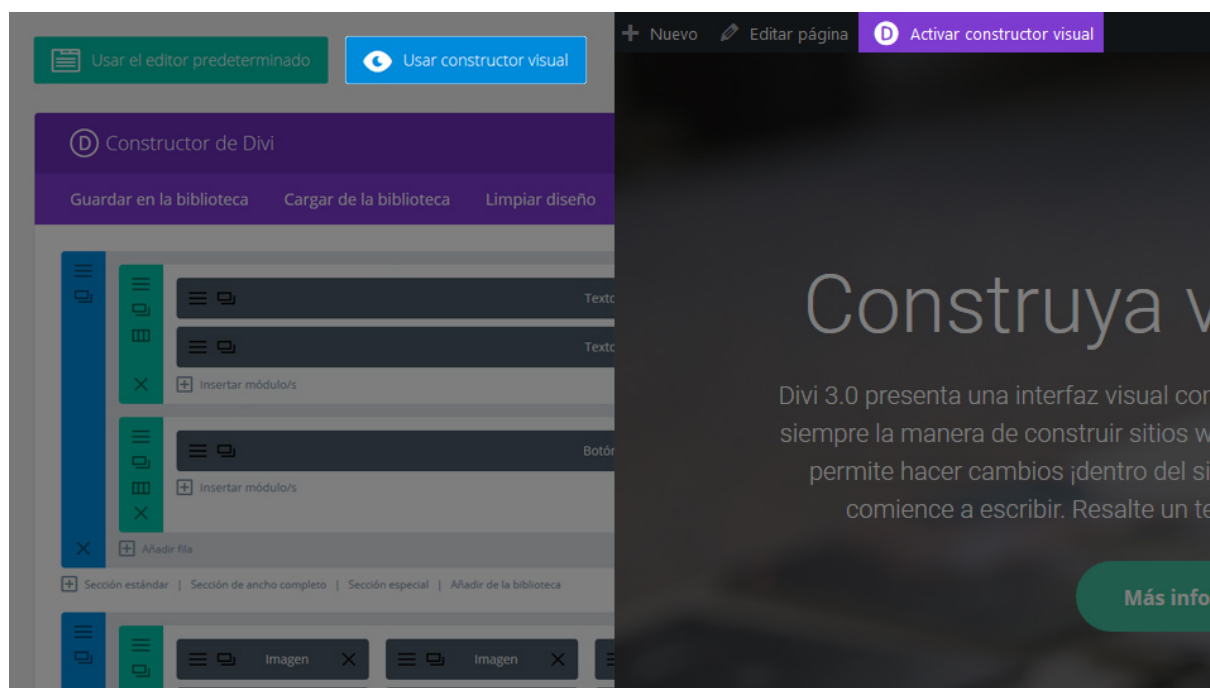 Usar el editor predeterminado
Usar constructor visual
D Constructor de Divi
Guardar en la biblioteca Cargar de la biblioteca Limpiar diseño
Texto
Insertar módulo/s
Añadir fila
Sección estándar | Sección de ancho completo | Sección especial | Añadir de la biblioteca
Imagen Imagen
Insertar módulo/s
Nuevo Editar página D Activar constructor visual
Construya
Divi 3.0 presenta una interfaz visual
siempre la manera de construir sitios
permite hacer cambios ¡dentro del
comience a escribir. Resalte un
Más